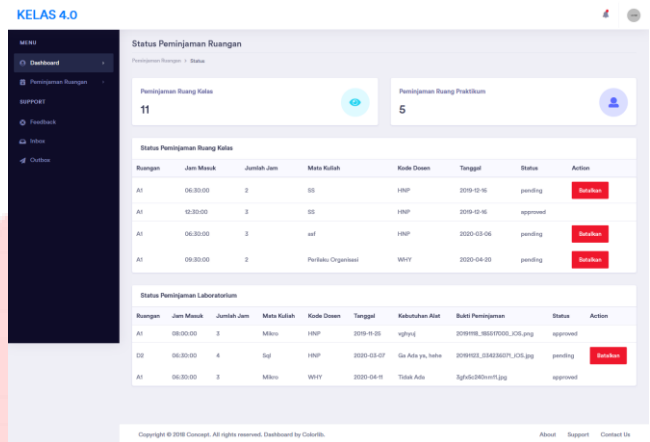 KELAS 4.0
MENU
Dashboard
Peminjaman Ruangan
SUPPORT
Feedback
Inbox
Outbox
Status Peminjaman Ruangan
Peminjaman Ruangan > Status
Peminjaman Ruang Kelas
11
Peminjaman Ruang Praktikum
5
Status Peminjaman Ruang Kelas
Ruangan Jam Masuk Jumlah Jam Mata Kuliah Kode Dosen Tanggal Status Action
A1 06:30:00 2 SS HNP 2019-12-16 pending Batalkan
A1 12:30:00 3 SS HNP 2019-12-16 approved
A1 06:30:00 3 asf HNP 2020-03-06 pending Batalkan
A1 09:30:00 2 Perilaku Organisasi WHY 2020-04-20 pending Batalkan
Status Peminjaman Laboratorium
Ruangan Jam Masuk Jumlah Jam Mata Kuliah Kode Dosen Tanggal Kebutuhan Alat Bukti Peminjaman Status Action
A1 08:00:00 3 Mikro HNP 2019-11-25 vghyuj approved
D2 06:30:00 4 Sql HNP 2020-03-07 Ga Ada ya, hehe pending Batalkan
A1 06:30:00 3 Mikro WHY 2020-04-11 Tidak Ada approved
Copyright © 2018 Concept. All rights reserved. Dashboard by Colorlib.
About Support Contact Us